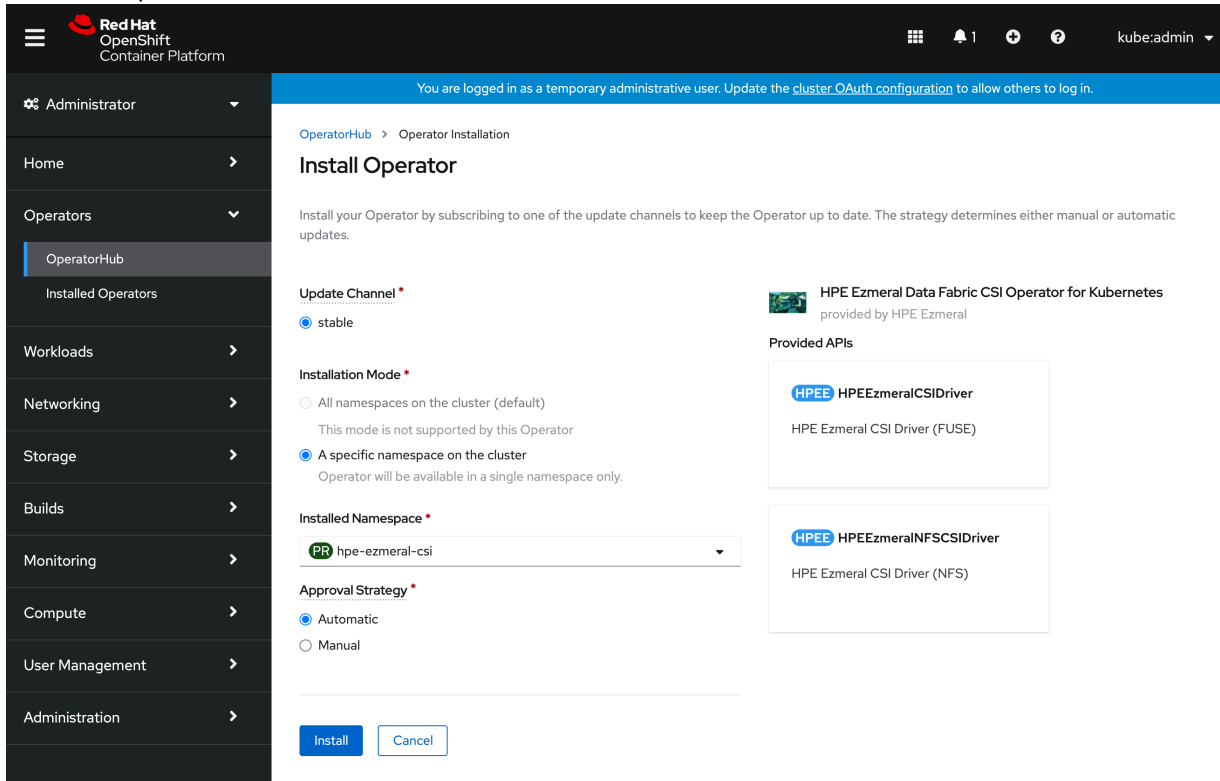 Red Hat
OpenShift
Container Platform
1
kube:admin
Administrator
You are logged in as a temporary administrative user. Update the cluster OAuth configuration to allow others to log in.
Home
Operators
OperatorHub
Installed Operators
Workloads
Networking
Storage
Builds
Monitoring
Compute
User Management
Administration
OperatorHub > Operator Installation
Install Operator
Install your Operator by subscribing to one of the update channels to keep the Operator up to date. The strategy determines either manual or automatic
updates.
Update Channel *
stable
Installation Mode *
All namespaces on the cluster (default)
This mode is not supported by this Operator
A specific namespace on the cluster
Operator will be available in a single namespace only.
Installed Namespace *
PR hpe-ezmeral-csi
Approval Strategy *
Automatic
Manual
Install
Cancel
HPE Ezmeral Data Fabric CSI Operator for Kubernetes
provided by HPE Ezmeral
Provided APIs
HPEE HPEEzmeralCSIDriver
HPE Ezmeral CSI Driver (FUSE)
HPEE HPEEzmeralNFSCSIDriver
HPE Ezmeral CSI Driver (NFS)